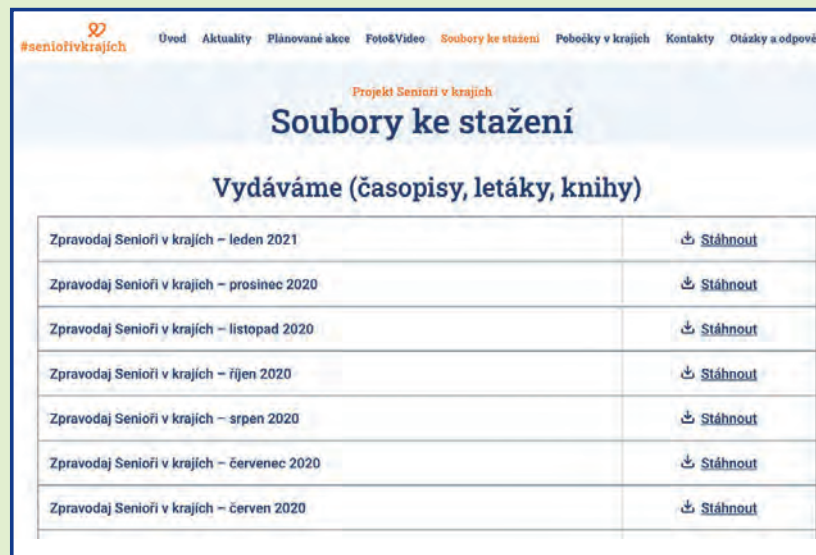 #seniořivkrajích
Úvod Aktuality Plánované akce Foto&Video Soubory ke stažení Pobočky v krajích Kontakty Otázky a odpově
Projekt Senioři v krajích
Soubory ke stažení
Vydáváme (časopisy, letáky, knihy)
Zpravodaj Senioři v krajích – leden 2021 Stáhnout
Zpravodaj Senioři v krajích – prosinec 2020 Stáhnout
Zpravodaj Senioři v krajích – listopad 2020 Stáhnout
Zpravodaj Senioři v krajích – říjen 2020 Stáhnout
Zpravodaj Senioři v krajích – srpen 2020 Stáhnout
Zpravodaj Senioři v krajích – červenec 2020 Stáhnout
Zpravodaj Senioři v krajích – červen 2020 Stáhnout